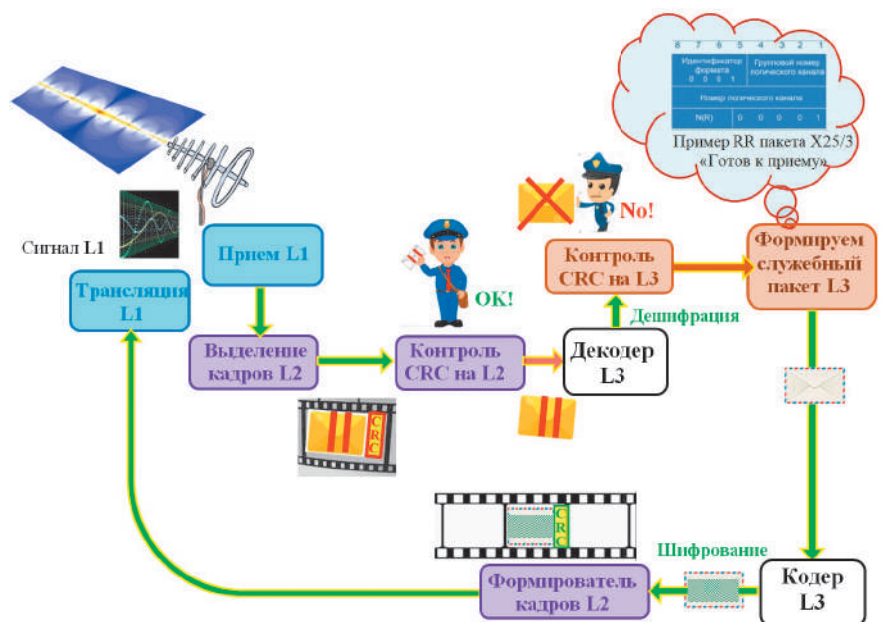 8 7 6 5 4 3 2 1
Идентификатор
формата
0 0 0 1
Групповой номер
логического канала
Номер логического канала
N(R) 0 0 0 0 1
Пример RR пакета X25/3
«Готов к приему»
Сигнал L1
Прием L1
Трансляция
L1
OK!
No!
Контроль
CRC на L3
Формируем
служебный
пакет L3
Дешифрация
Выделение
кадров L2
Контроль
CRC на L2
Декодер
L3
CRC
CRC
Шифрование
Формирователь
кадров L2
Кодер
L3